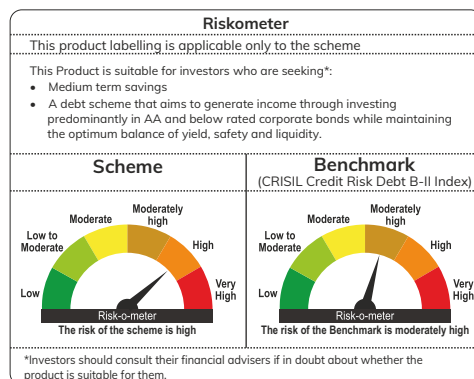 Riskometer
This product labelling is applicable only to the scheme
This Product is suitable for investors who are seeking*:
• Medium term savings
• A debt scheme that aims to generate income through investing
predominantly in AA and below rated corporate bonds while maintaining
the optimum balance of yield, safety and liquidity.
Scheme
Low
Low to
Moderate
Moderate
Moderately
high
High
Very
High
Risk-o-meter
The risk of the scheme is high
Benchmark
(CRISIL Credit Risk Debt B-II Index)
Low
Low to
Moderate
Moderate
Moderately
high
High
Very
High
Risk-o-meter
The risk of the Benchmark is moderately high
*Investors should consult their financial advisers if in doubt about whether the
product is suitable for them.